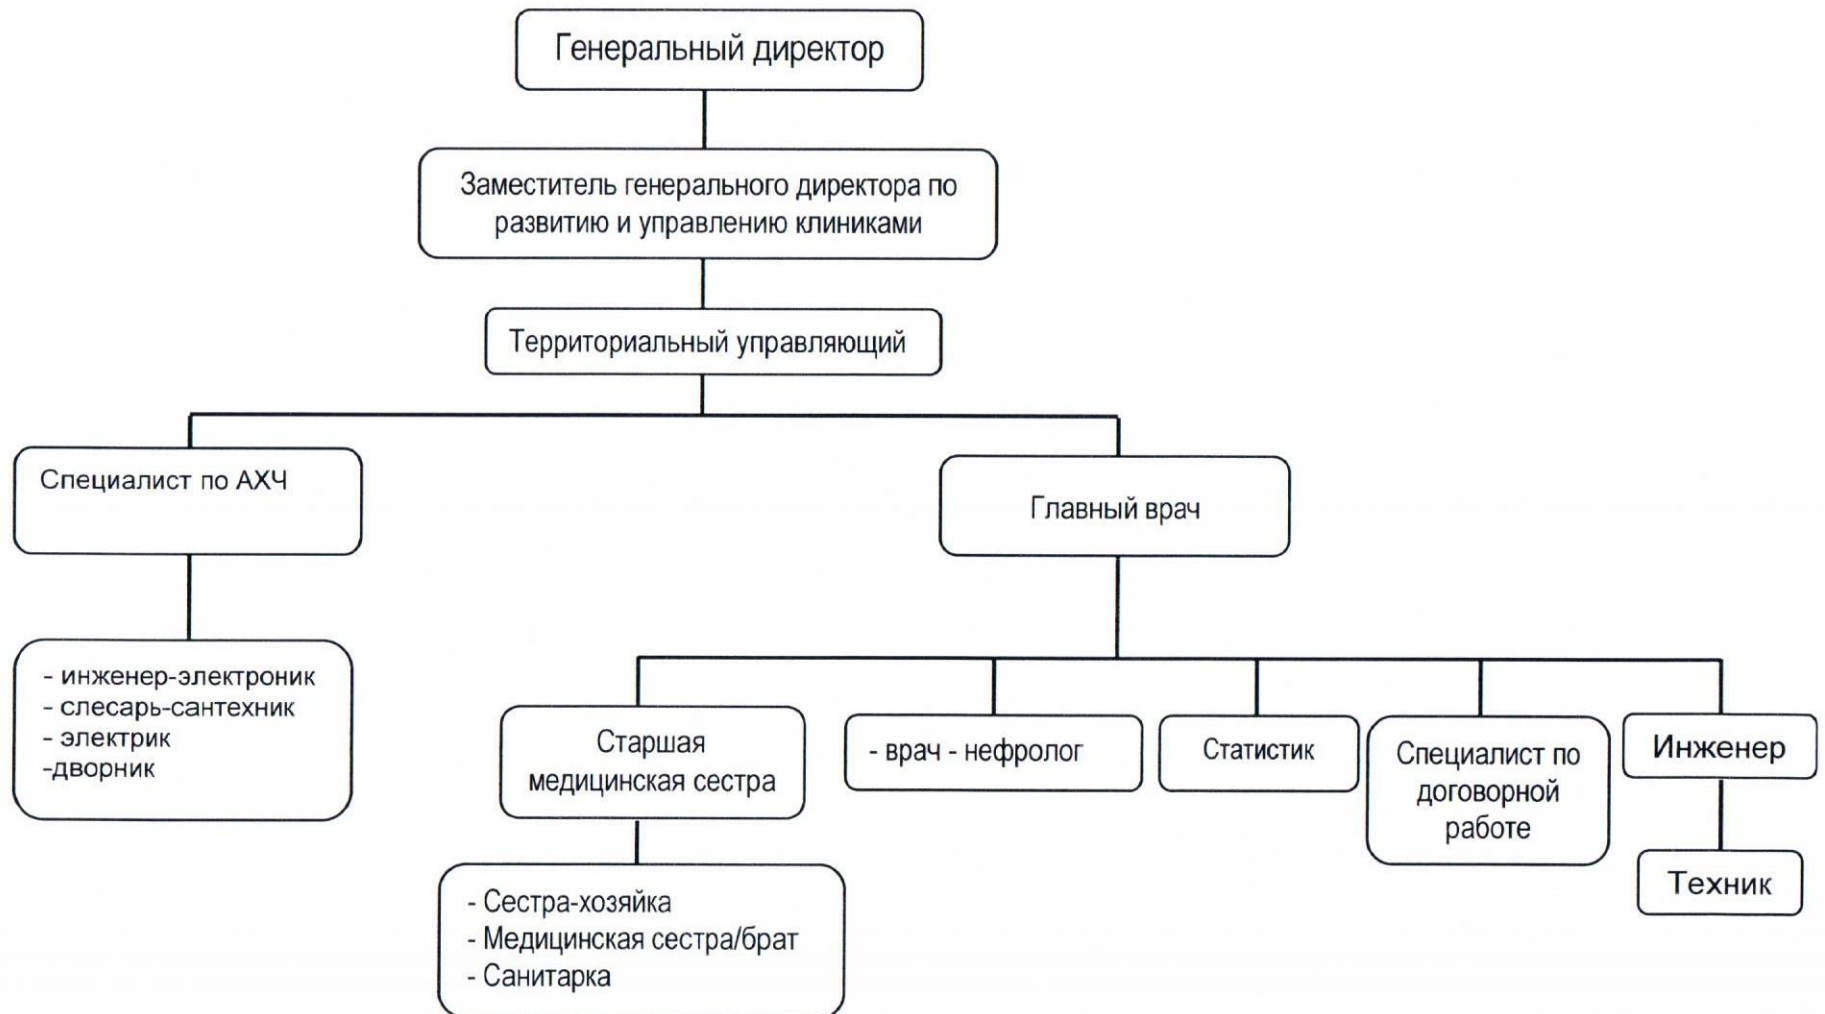 Генеральный директор
Заместитель генерального директора по
развитию и управлению клиниками
Территориальный управляющий
Специалист по АХЧ
Главный врач
- инженер-электроник
- слесарь-сантехник
- электрик
-дворник
Старшая
медицинская сестра
- врач - нефролог
Статистик
Специалист по
договорной
работе
Инженер
Техник
- Сестра-хозяйка
- Медицинская сестра/брат
- Санитарка